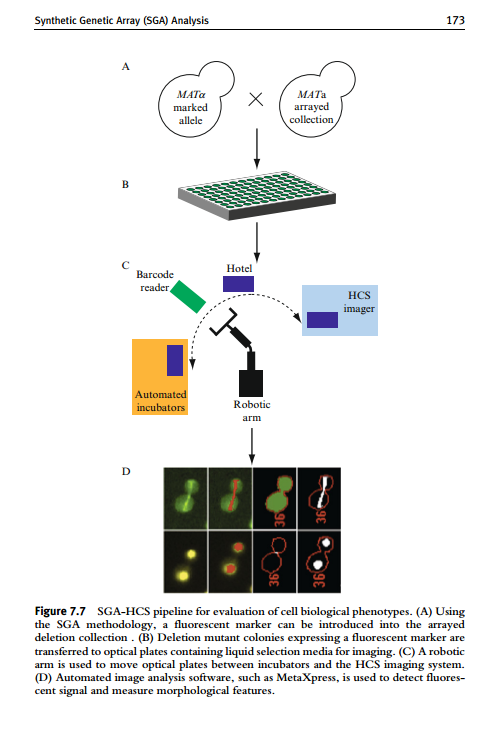 Synthetic Genetic Array (SGA) Analysis 173
A
MATα
marked
allele
MATa
arrayed
collection
B
C
Barcode
reader
Hotel
HCS
imager
Automated
incubators
Robotic
arm
D
36
36
36
36
Figure 7.7 SGA-HCS pipeline for evaluation of cell biological phenotypes. (A) Using
the SGA methodology, a fluorescent marker can be introduced into the arrayed
deletion collection . (B) Deletion mutant colonies expressing a fluorescent marker are
transferred to optical plates containing liquid selection media for imaging. (C) A robotic
arm is used to move optical plates between incubators and the HCS imaging system.
(D) Automated image analysis software, such as MetaXpress, is used to detect fluores-
cent signal and measure morphological features.